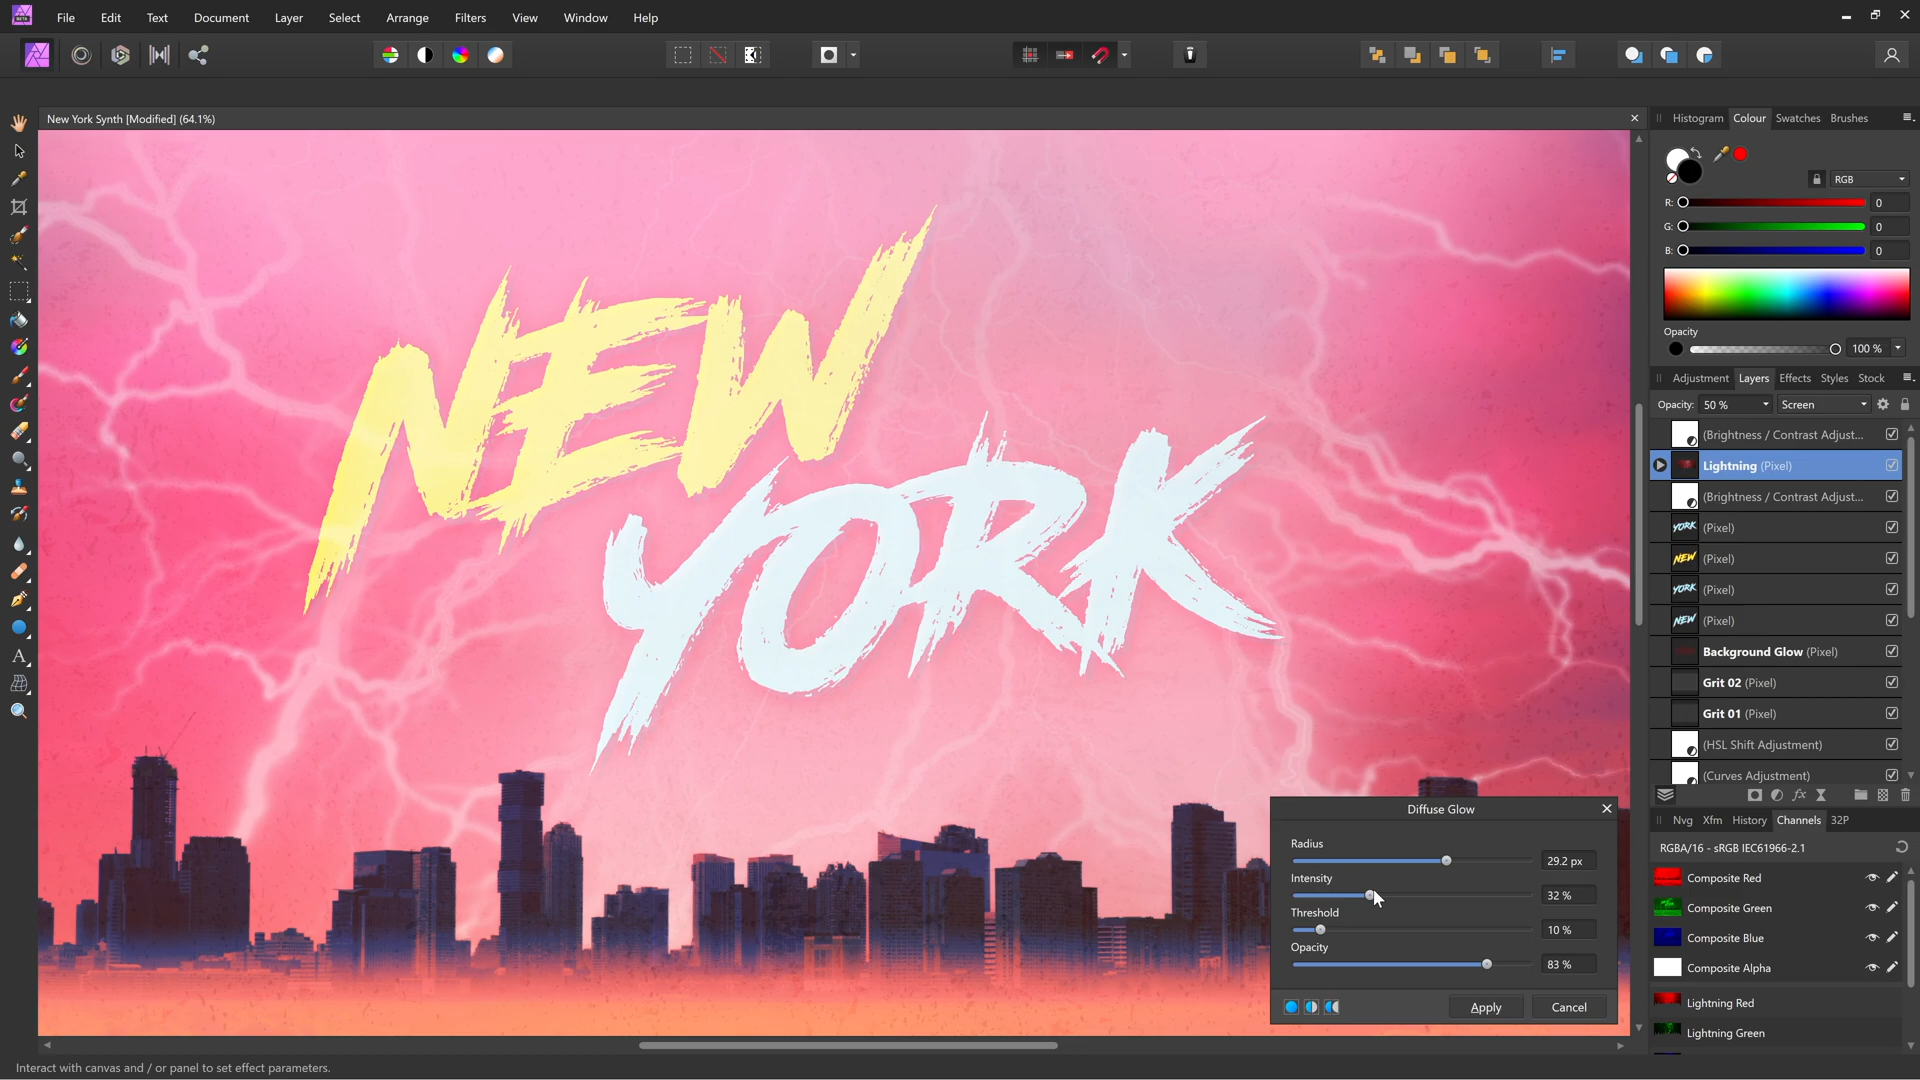 File Edit Text Document Layer Select Arrange Filters View Window Help
New York Synth [Modified] (64.1%)
NEW
YORK
Histogram Colour Swatches Brushes
RGB
R: 0
G: 0
B: 0
Opacity
100 %
Adjustment Layers Effects Styles Stock
Opacity: 50 % Screen
(Brightness / Contrast Adjust...
Lightning (Pixel)
(Brightness / Contrast Adjust...
YORK (Pixel)
NEW (Pixel)
YORK (Pixel)
NEW (Pixel)
Background Glow (Pixel)
Grit 02 (Pixel)
Grit 01 (Pixel)
(HSL Shift Adjustment)
(Curves Adjustment)
fx
Nvg Xfm History Channels 32P
RGBA/16 - sRGB IEC61966-2.1
Composite Red
Composite Green
Composite Blue
Composite Alpha
Lightning Red
Lightning Green
Diffuse Glow
Radius
29.2 px
Intensity
32 %
Threshold
10 %
Opacity
83 %
Apply Cancel
Interact with canvas and / or panel to set effect parameters.